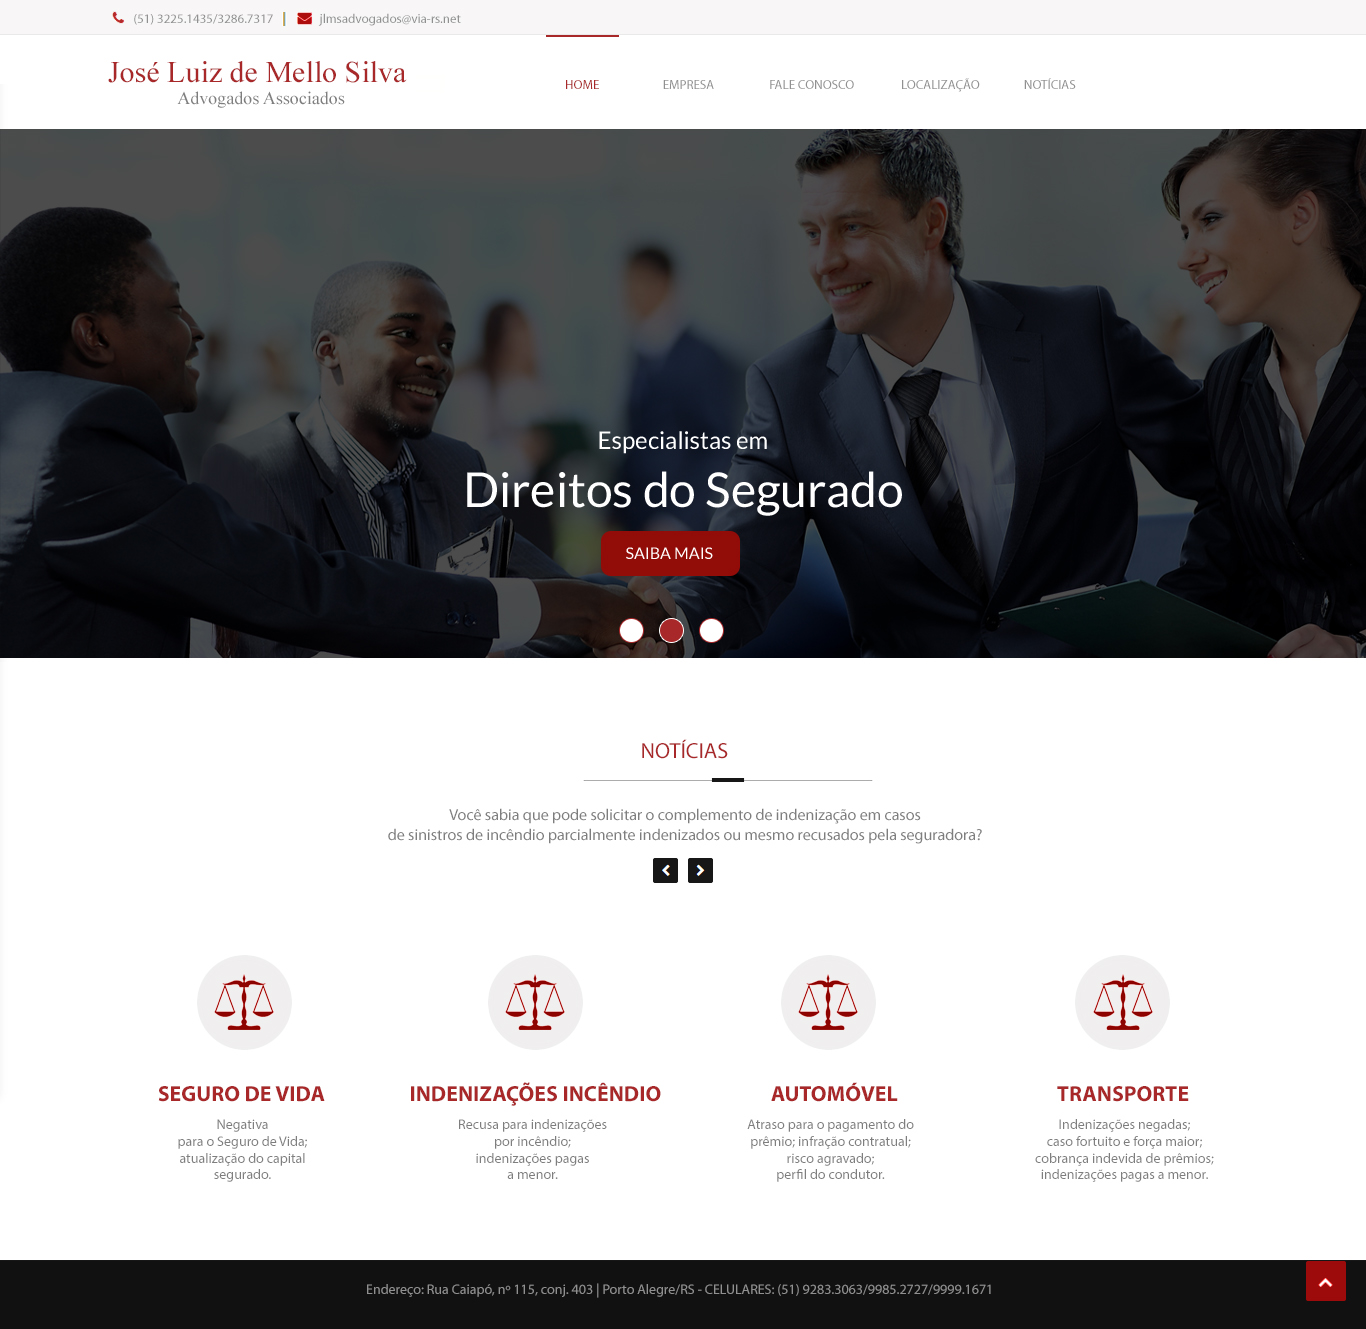 (51) 3225.1435/3286.7317 | jlmsadvogados@via-rs.net
José Luiz de Mello Silva
Advogados Associados
HOME EMPRESA FALE CONOSCO LOCALIZAÇÃO NOTÍCIAS
Especialistas em
Direitos do Segurado
SAIBA MAIS
NOTÍCIAS
Você sabia que pode solicitar o complemento de indenização em casos
de sinistros de incêndio parcialmente indenizados ou mesmo recusados pela seguradora?
SEGURO DE VIDA
Negativa
para o Seguro de Vida;
atualização do capital
segurado.
INDENIZAÇÕES INCÊNDIO
Recusa para indenizações
por incêndio;
indenizações pagas
a menor.
AUTOMÓVEL
Atraso para o pagamento do
prêmio; infração contratual;
risco agravado;
perfil do condutor.
TRANSPORTE
Indenizações negadas;
caso fortuito e força maior;
cobrança indevida de prêmios;
indenizações pagas a menor.
Endereço: Rua Caiapó, nº 115, conj. 403 | Porto Alegre/RS - CELULARES: (51) 9283.3063/9985.2727/9999.1671